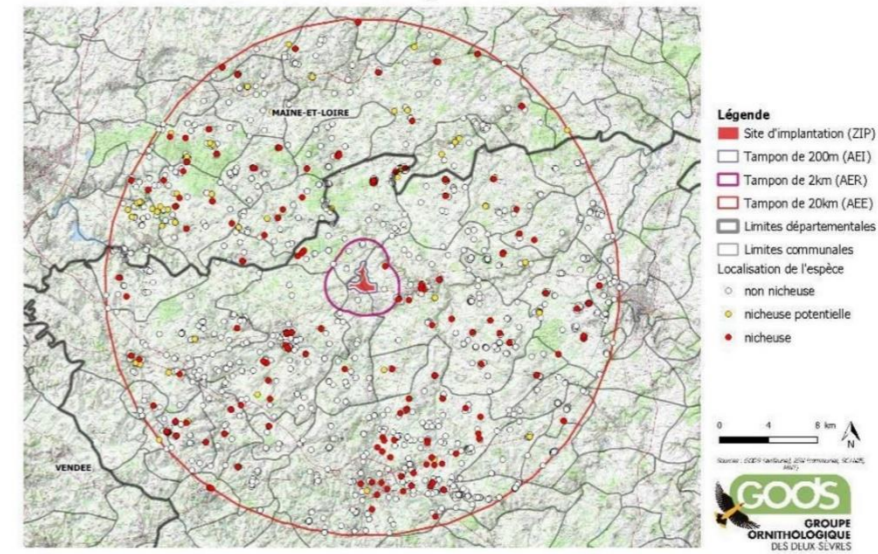 MAINE-ET-LOIRE
VENDEE
Légende
Site d'implantation (ZIP)
Tampon de 200m (AEI)
Tampon de 2km (AER)
Tampon de 20km (AEE)
Limites départementales
Limites communales
Localisation de l'espèce
non nicheuse
nicheuse potentielle
nicheuse
0 4 8 km
N
GODS
GROUPE
ORNITHOLOGIQUE
DES DEUX SÈVRES